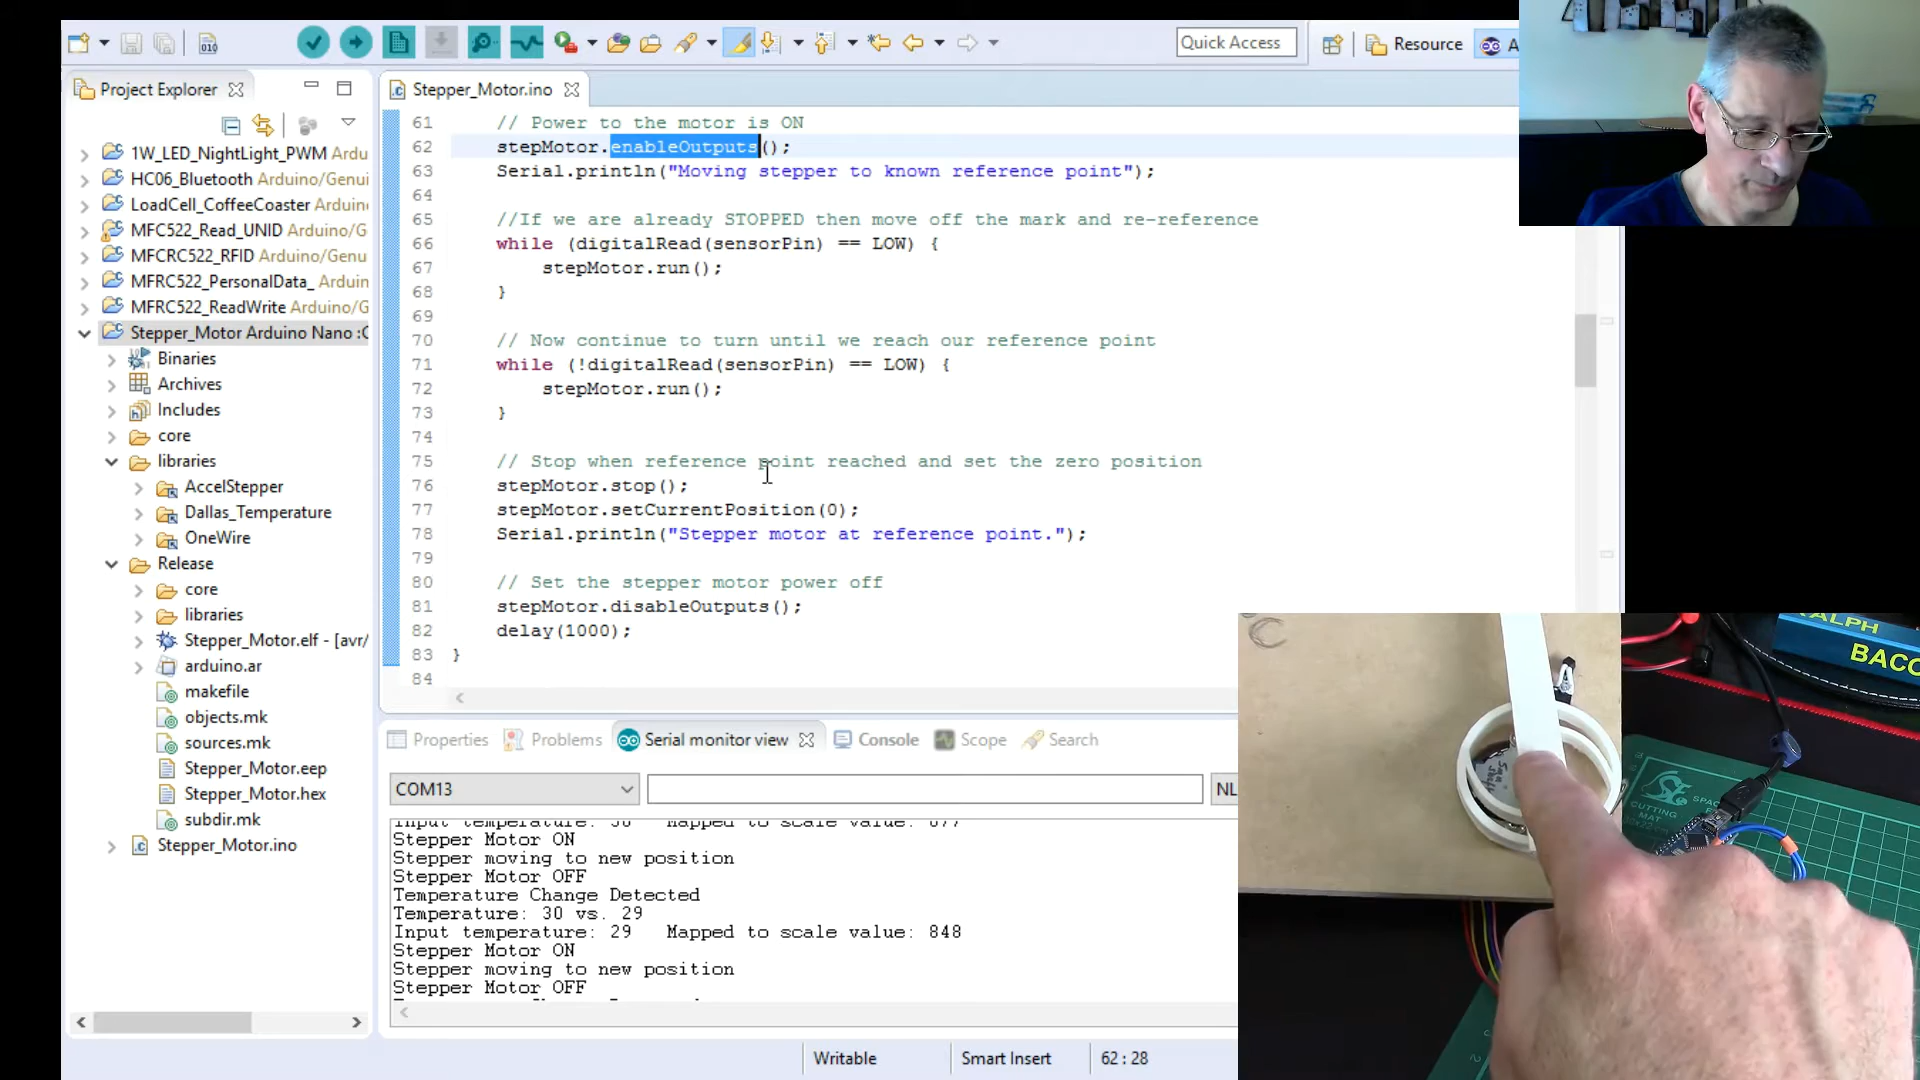 Quick Access
Resource
Project Explorer
Stepper_Motor.ino
1W_LED_NightLight_PWM Ardu
HC06_Bluetooth Arduino/Genui
LoadCell_CoffeeCoaster Arduin
MFC522_Read_UNID Arduino/G
MFCRC522_RFID Arduino/Genu
MFRC522_PersonalData_ Arduin
MFRC522_ReadWrite Arduino/G
Stepper_Motor Arduino Nano :C
Binaries
Archives
Includes
core
libraries
AccelStepper
Dallas_Temperature
OneWire
Release
core
libraries
Stepper_Motor.elf - [avr/
arduino.ar
makefile
objects.mk
sources.mk
Stepper_Motor.eep
Stepper_Motor.hex
subdir.mk
Stepper_Motor.ino
61 // Power to the motor is ON
62 stepMotor.enableOutputs();
63 Serial.println("Moving stepper to known reference point");
64
65 //If we are already STOPPED then move off the mark and re-reference
66 while (digitalRead(sensorPin) == LOW) {
67 stepMotor.run();
68 }
69
70 // Now continue to turn until we reach our reference point
71 while (!digitalRead(sensorPin) == LOW) {
72 stepMotor.run();
73 }
74
75 // Stop when reference point reached and set the zero position
76 stepMotor.stop();
77 stepMotor.setCurrentPosition(0);
78 Serial.println("Stepper motor at reference point.");
79
80 // Set the stepper motor power off
81 stepMotor.disableOutputs();
82 delay(1000);
83 }
84
Properties Problems Serial monitor view Console Scope Search
COM13 NL
Stepper Motor ON
Stepper moving to new position
Stepper Motor OFF
Temperature Change Detected
Temperature: 30 vs. 29
Input temperature: 29 Mapped to scale value: 848
Stepper Motor ON
Stepper moving to new position
Stepper Motor OFF
Writable Smart Insert 62 : 28
RALPH
BACO
CUTTING
MAT